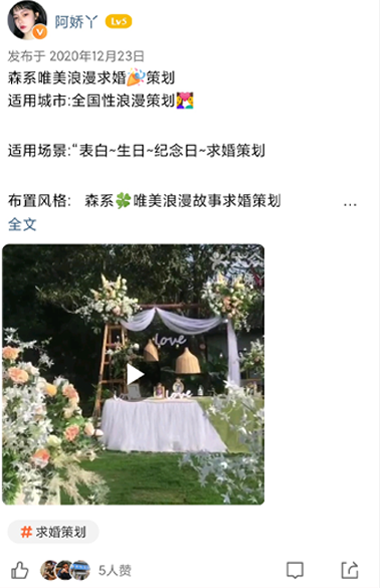 阿娇丫 Lv5
发布于 2020年12月23日
森系唯美浪漫求婚🎉策划
适用城市:全国性浪漫策划👩‍❤️‍👨
适用场景:“表白~生日~纪念日~求婚策划
布置风格: 森系🍀唯美浪漫故事求婚策划 ...
全文
love
# 求婚策划
5人赞